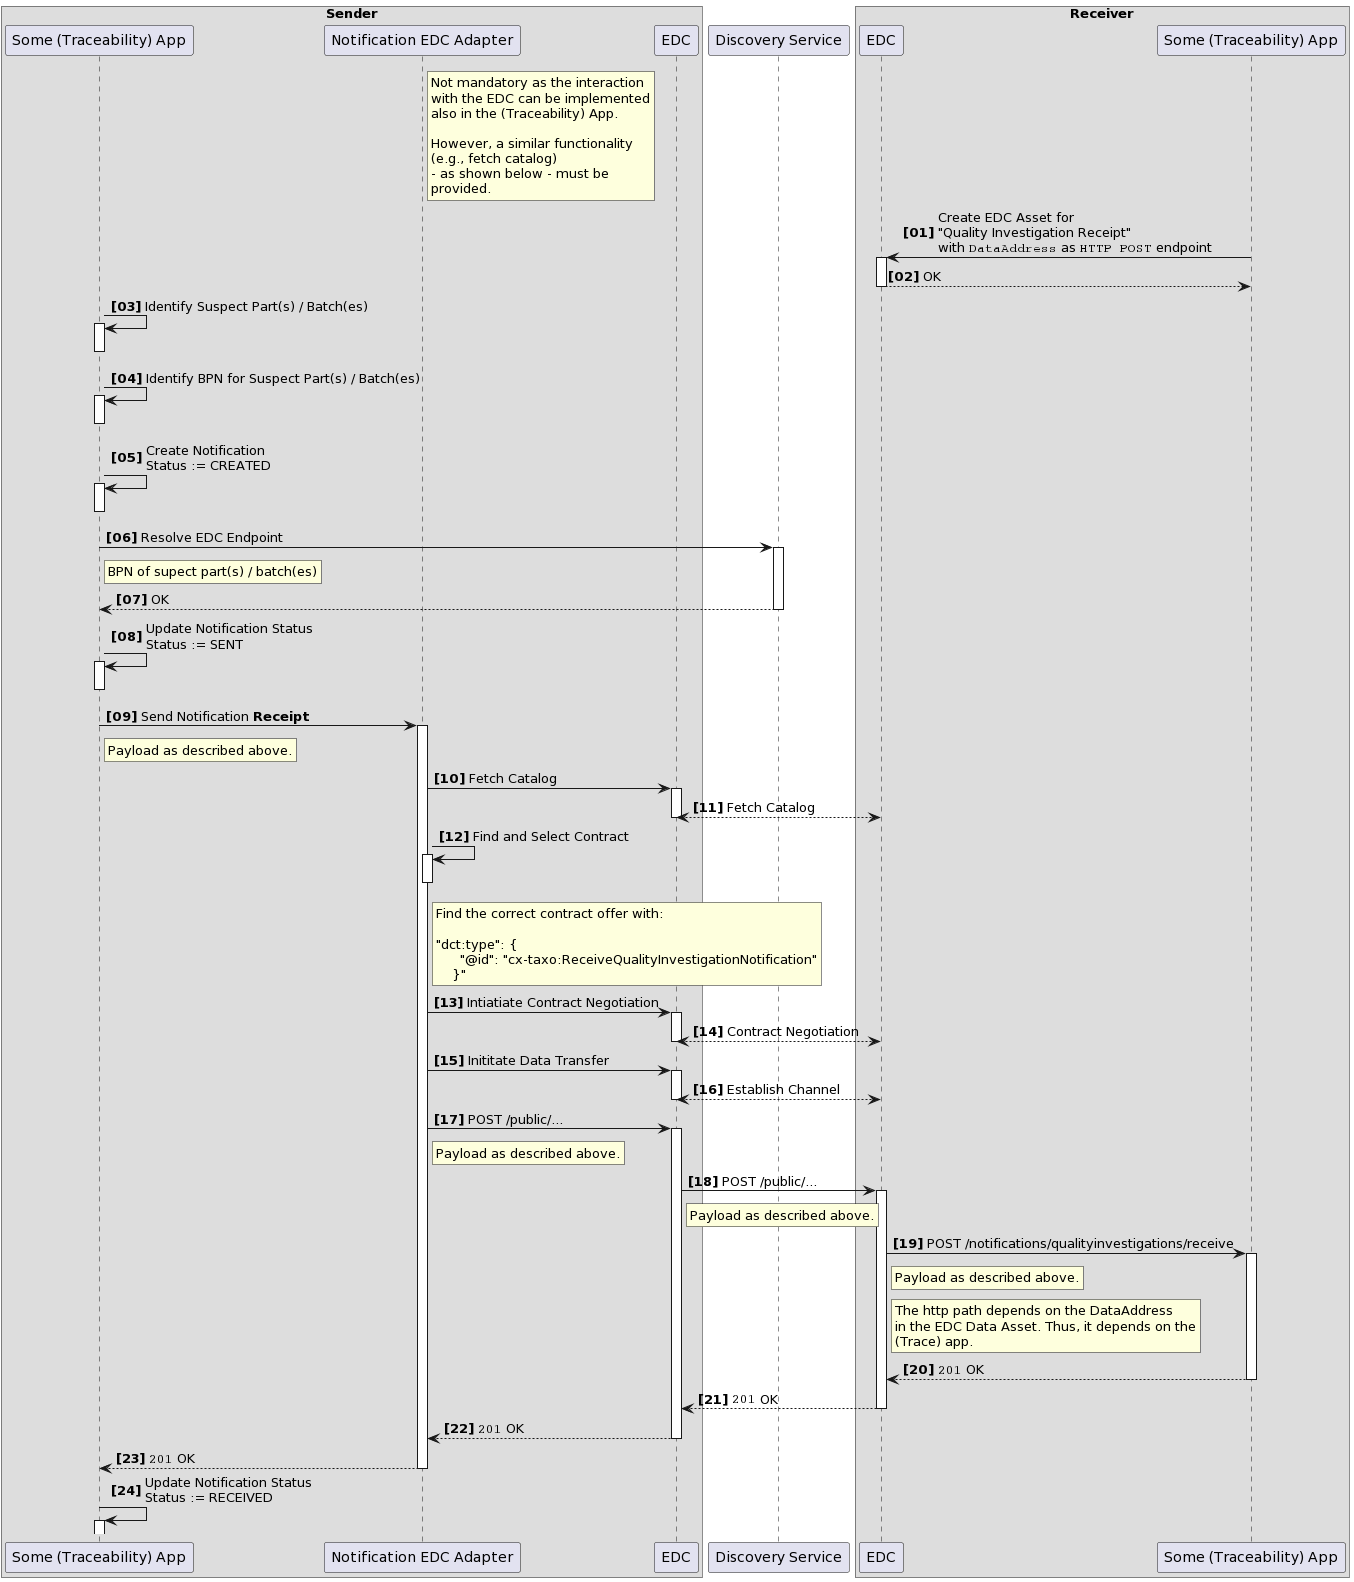 Sender
Receiver
Some (Traceability) App
Notification EDC Adapter
EDC
Discovery Service
EDC
Some (Traceability) App
Not mandatory as the interaction
with the EDC can be implemented
also in the (Traceability) App.
However, a similar functionality
(e.g., fetch catalog)
- as shown below - must be
provided.
Create EDC Asset for
[01] "Quality Investigation Receipt"
with DataAddress as HTTP POST endpoint
[02] OK
[03] Identify Suspect Part(s) / Batch(es)
[04] Identify BPN for Suspect Part(s) / Batch(es)
[05] Create Notification
Status := CREATED
[06] Resolve EDC Endpoint
BPN of supect part(s) / batch(es)
[07] OK
[08] Update Notification Status
Status := SENT
[09] Send Notification Receipt
Payload as described above.
[10] Fetch Catalog
[11] Fetch Catalog
[12] Find and Select Contract
Find the correct contract offer with:
"dct:type": {
"@id": "cx-taxo:ReceiveQualityInvestigationNotification"
}"
[13] Intiatiate Contract Negotiation
[14] Contract Negotiation
[15] Inititate Data Transfer
[16] Establish Channel
[17] POST /public/...
Payload as described above.
[18] POST /public/...
Payload as described above.
[19] POST /notifications/qualityinvestigations/receive
Payload as described above.
The http path depends on the DataAddress
in the EDC Data Asset. Thus, it depends on the
(Trace) app.
[20] 201 OK
[21] 201 OK
[22] 201 OK
[23] 201 OK
[24] Update Notification Status
Status := RECEIVED
Some (Traceability) App
Notification EDC Adapter
EDC
Discovery Service
EDC
Some (Traceability) App